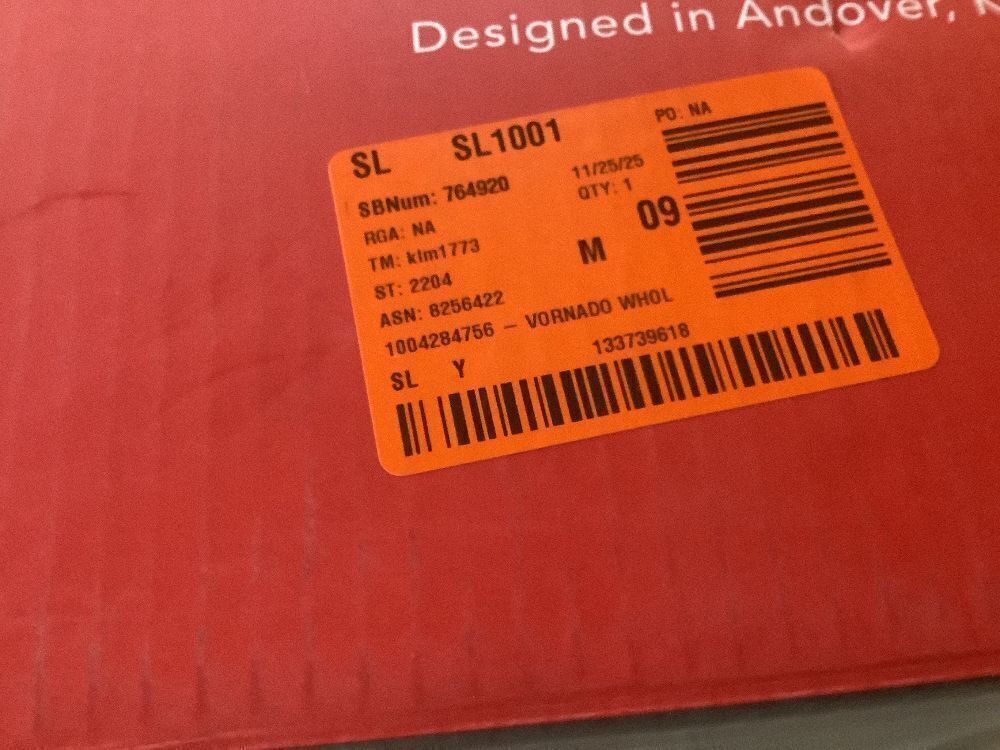 Designed in Andover,
SL SL1001 PO: NA
SBNum: 764920 11/25/25
RGA: NA QTY: 1
TM: klm1773 M 09
ST: 2204
ASN: 8256422
1004284756 – VORNADO WHOL
SL Y 133739618